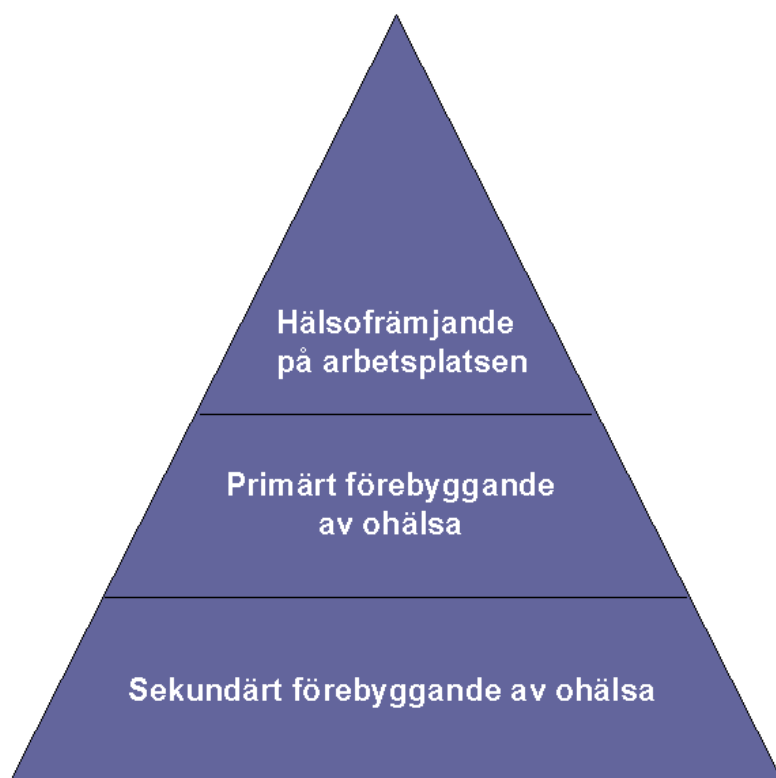 Hälsofrämjande
på arbetsplatsen
Primärt förebyggande
av ohälsa
Sekundärt förebyggande av ohälsa